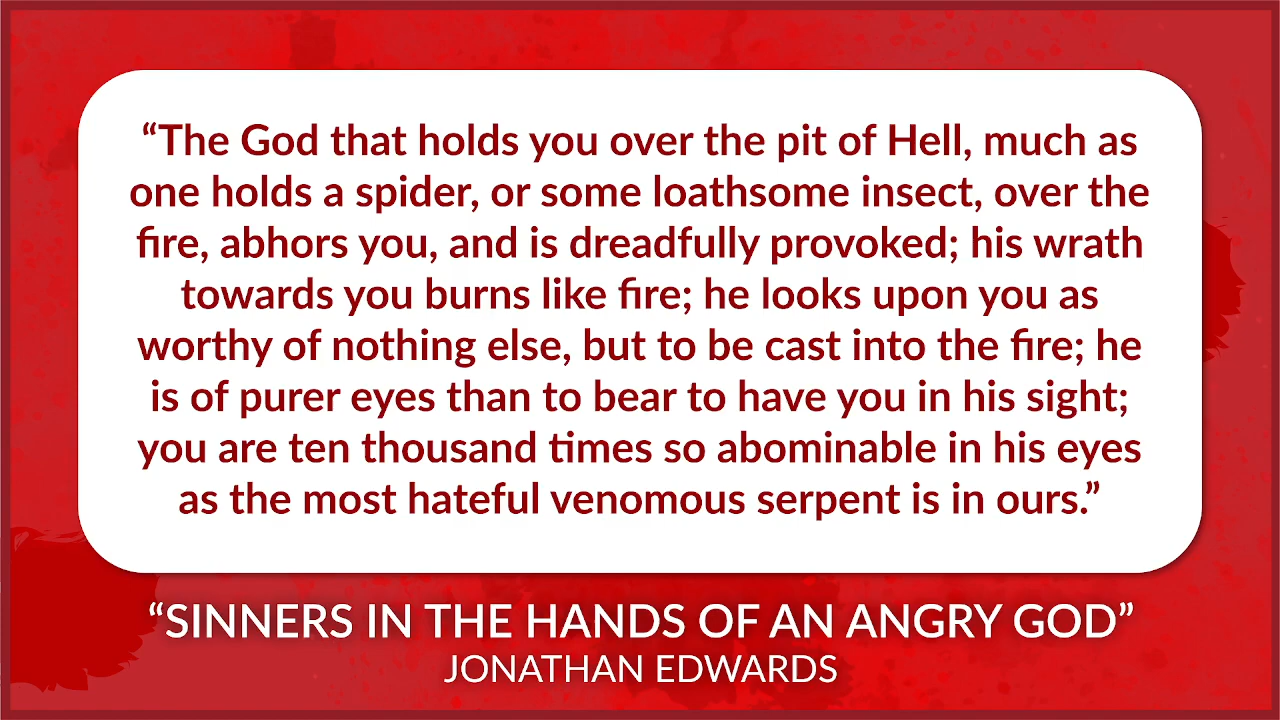 “The God that holds you over the pit of Hell, much as
one holds a spider, or some loathsome insect, over the
fire, abhors you, and is dreadfully provoked; his wrath
towards you burns like fire; he looks upon you as
worthy of nothing else, but to be cast into the fire; he
is of purer eyes than to bear to have you in his sight;
you are ten thousand times so abominable in his eyes
as the most hateful venomous serpent is in ours.”
“SINNERS IN THE HANDS OF AN ANGRY GOD”
JONATHAN EDWARDS